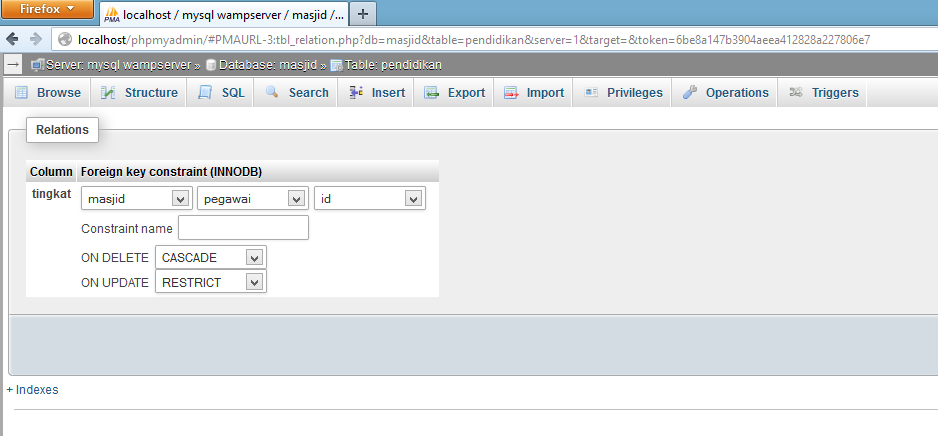 Firefox
PMA
localhost / mysql wampserver / masjid /...
+
localhost/phpmyadmin/#PMAURL-3:tbl_relation.php?db=masjid&table=pendidikan&server=1&target=&token=6be8a147b3904aeea412828a227806e7
Server: mysql wampserver » Database: masjid » Table: pendidikan
Browse Structure SQL Search Insert Export Import Privileges Operations Triggers
Relations
Column Foreign key constraint (INNODB)
tingkat masjid pegawai id
Constraint name
ON DELETE CASCADE
ON UPDATE RESTRICT
+ Indexes